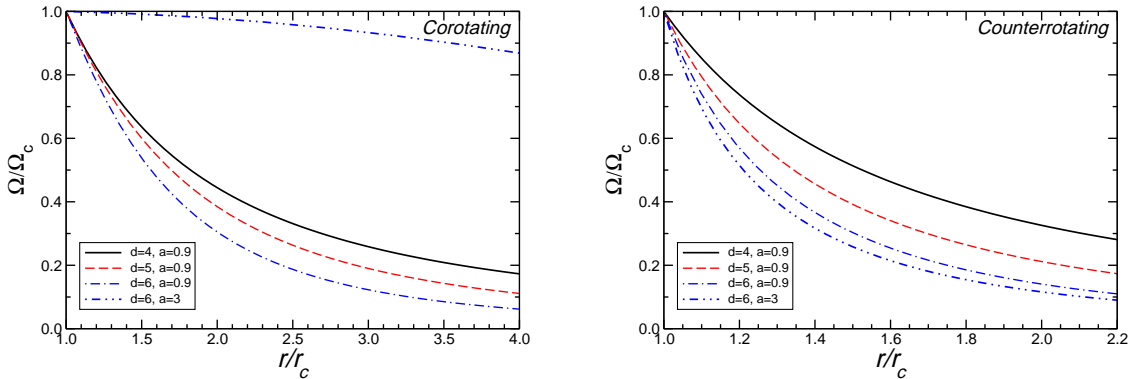 Corotating
1.0
0.8
0.6
0.4
0.2
0.0
Ω/Ω_c
d=4, a=0.9
d=5, a=0.9
d=6, a=0.9
d=6, a=3
1.0 1.5 2.0 2.5 3.0 3.5 4.0
r/r_c
Counterrotating
1.0
0.8
0.6
0.4
0.2
0.0
Ω/Ω_c
d=4, a=0.9
d=5, a=0.9
d=6, a=0.9
d=6, a=3
1.0 1.2 1.4 1.6 1.8 2.0 2.2
r/r_c